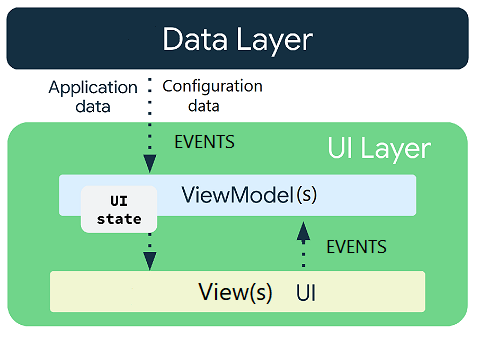 Data Layer
Application
data
Configuration
data
EVENTS
UI Layer
ViewModel(s)
UI
state
EVENTS
View(s) UI